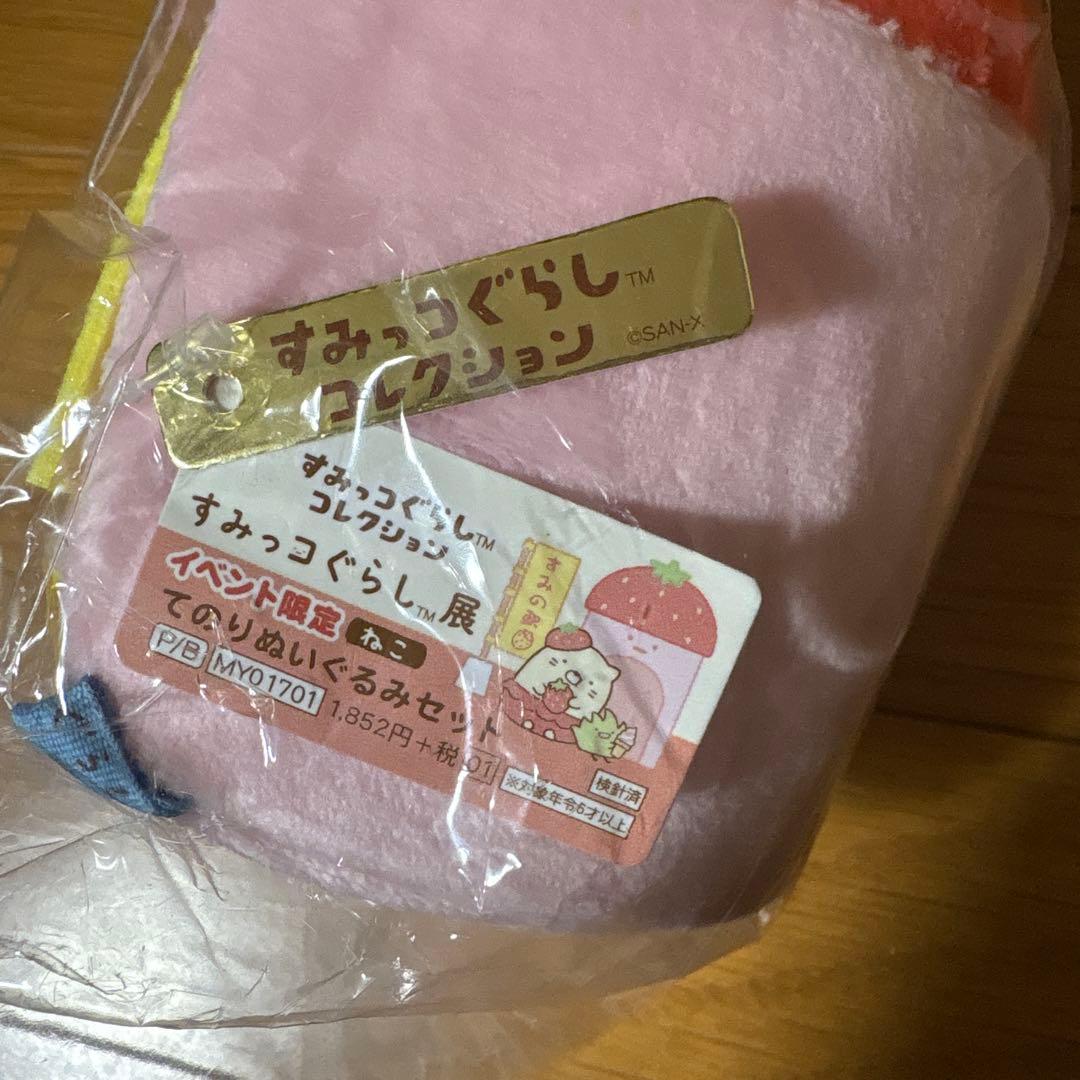 すみっコぐらし™
コレクション
©SAN-X
すみっコぐらし™
コレクション
すみっコぐらし™展
イベント限定 ねこ
てのりぬいぐるみセット
P/B MY01701 1,852円+税 01
検針済
※対象年令6才以上